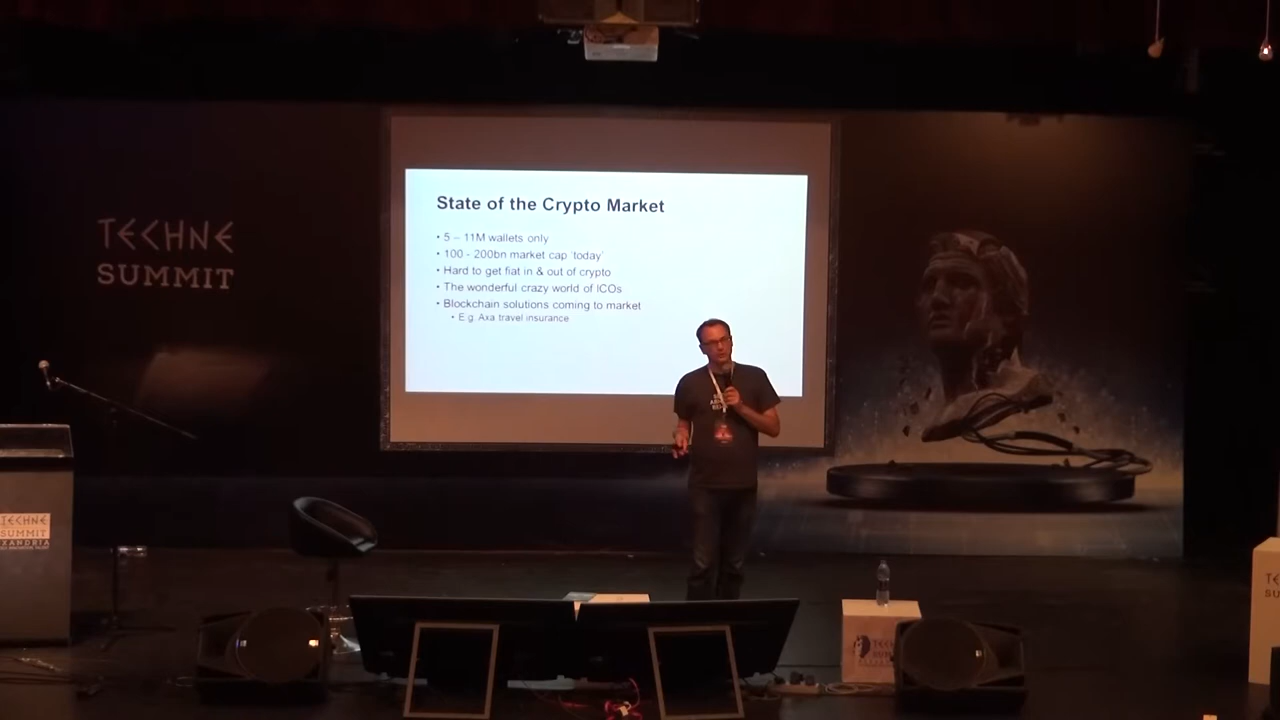 TECHNE
SUMMIT
State of the Crypto Market
• 5 – 11M wallets only
• 100 - 200bn market cap 'today'
• Hard to get fiat in & out of crypto
• The wonderful crazy world of ICOs
• Blockchain solutions coming to market
• E.g. Axa travel insurance
TECHNE
SUMMIT
XANDRIA